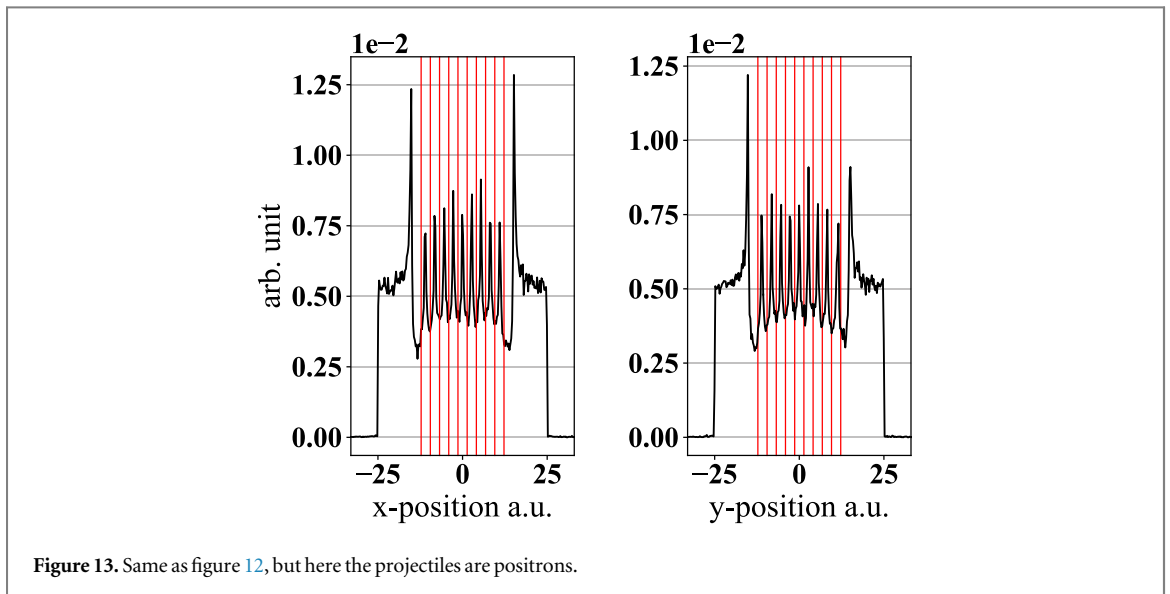 1e−2
1.25
1.00
0.75
0.50
0.25
0.00
arb. unit
−25 0 25
x-position a.u.
1e−2
1.25
1.00
0.75
0.50
0.25
0.00
−25 0 25
y-position a.u.
Figure 13. Same as figure 12, but here the projectiles are positrons.